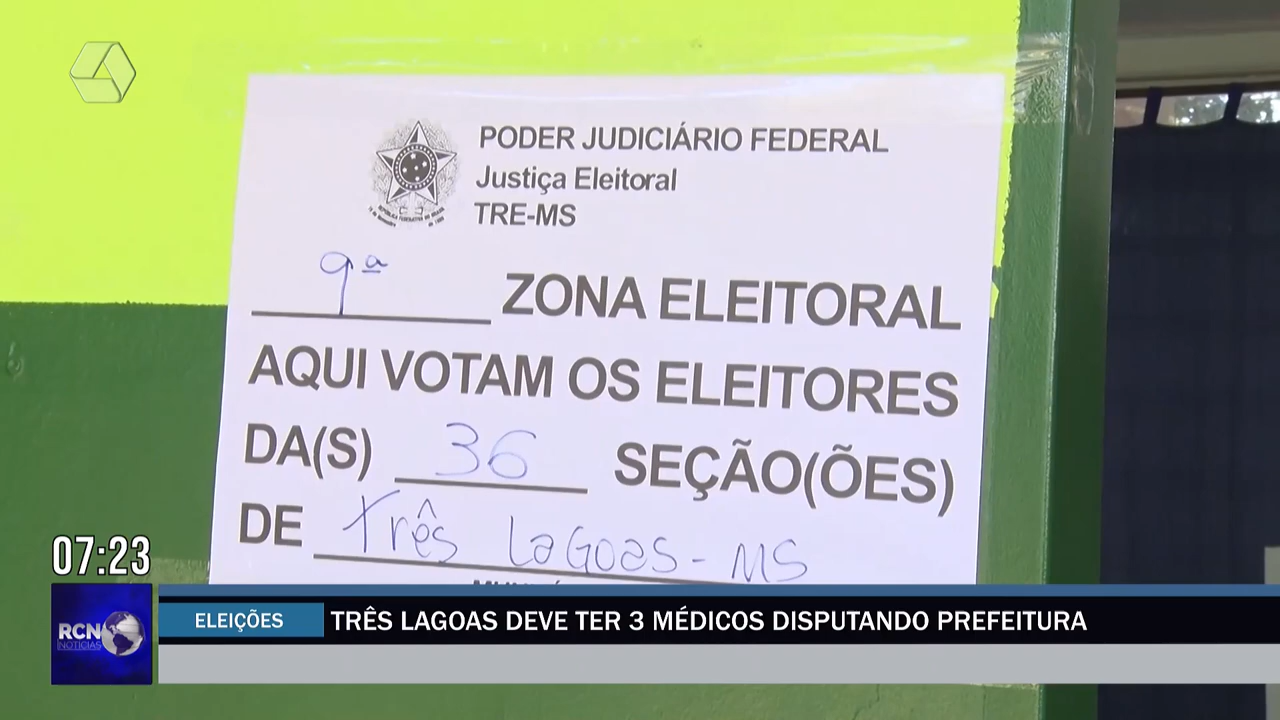 PODER JUDICIÁRIO FEDERAL
Justiça Eleitoral
TRE-MS
9ª ZONA ELEITORAL
AQUI VOTAM OS ELEITORES
DA(S) 36 SEÇÃO(ÕES)
DE Três Lagoas - MS
07:23
RCN
NOTÍCIAS
ELEIÇÕES
TRÊS LAGOAS DEVE TER 3 MÉDICOS DISPUTANDO PREFEITURA